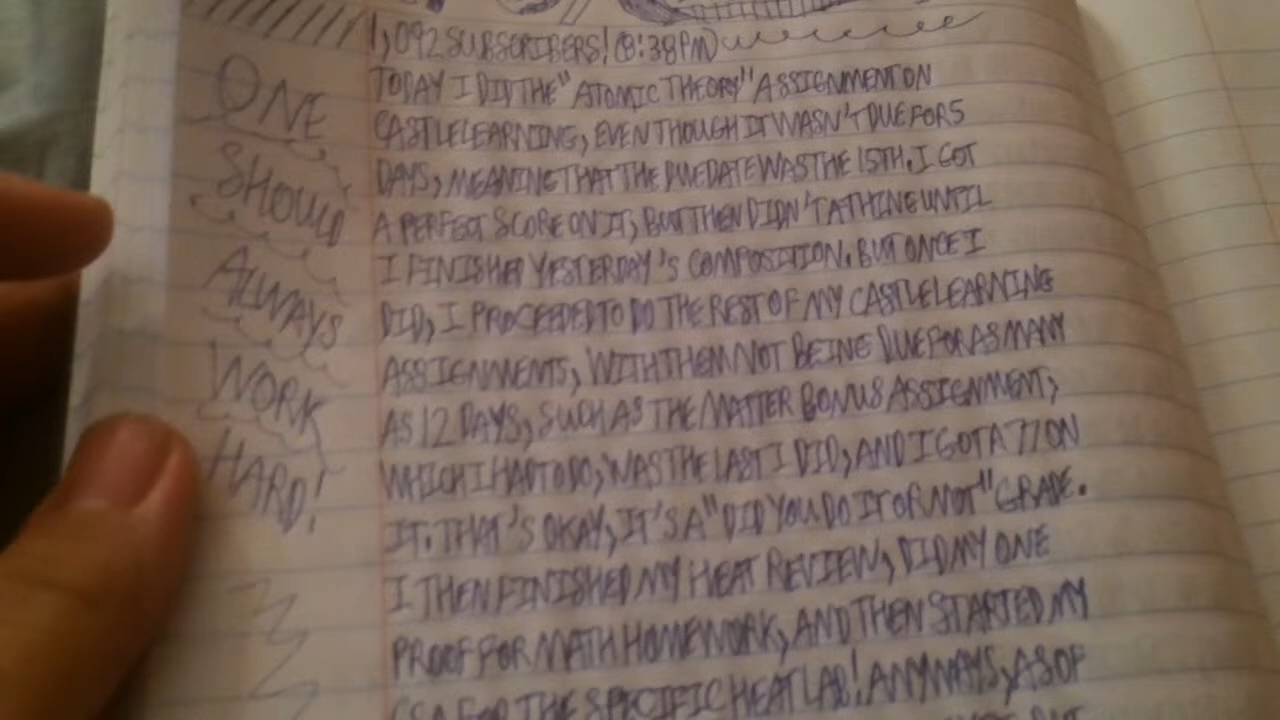 1,092 SUBSCRIBERS! (8:38PM)
TODAY I DID THE "ATOMIC THEORY" ASSIGNMENT ON
CASTLELEARNING, EVEN THOUGH IT WASN'T DUE FOR 5
DAYS, MEANING THAT THE DUE DATE WAS THE 15TH. I GOT
A PERFECT SCORE ON IT, BUT THEN DIDN'T A THING UNTIL
I FINISHED YESTERDAY'S COMPOSITION. BUT ONCE I
DID, I PROCEEDED TO DO THE REST OF MY CASTLELEARNING
ASSIGNMENTS, WITH THEM NOT BEING DUE FOR AS MANY
AS 12 DAYS, SUCH AS THE MATTER BONUS ASSIGNMENT,
WHICH I HAD TO DO, WAS THE LAST I DID, AND I GOT A 77 ON
IT. THAT'S OKAY, IT'S A "DID YOU DO IT OR NOT" GRADE.
I THEN FINISHED MY HEAT REVIEW, DID MY ONE
PROOF FOR MATH HOMEWORK, AND THEN STARTED MY
FOR THE SPECIFIC HEAT LAB! ANYWAYS, AS OF
BUT
ONE
SHOULD
ALWAYS
WORK
HARD!